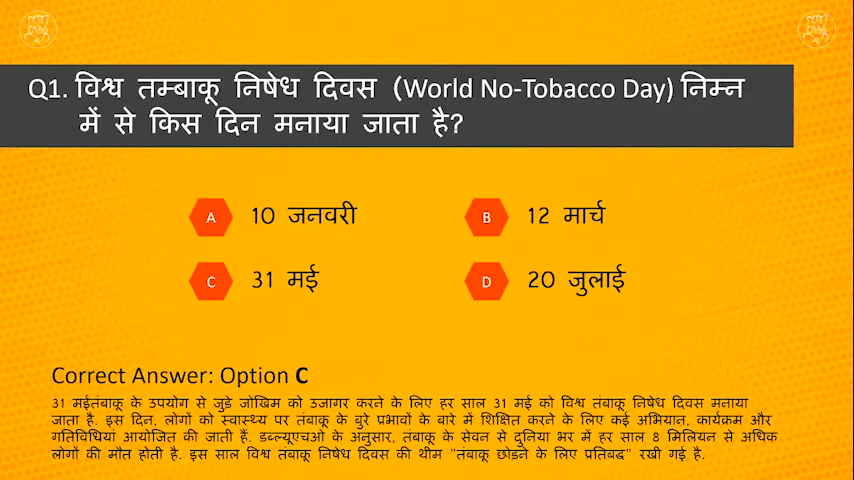 Q1. विश्व तम्बाकू निषेध दिवस (World No-Tobacco Day) निम्न
में से किस दिन मनाया जाता है?
A 10 जनवरी
B 12 मार्च
C 31 मई
D 20 जुलाई
Correct Answer: Option C
31 मईतंबाकू के उपयोग से जुड़े जोखिम को उजागर करने के लिए हर साल 31 मई को विश्व तंबाकू निषेध दिवस मनाया
जाता है. इस दिन, लोगों को स्वास्थ्य पर तंबाकू के बुरे प्रभावों के बारे में शिक्षित करने के लिए कई अभियान, कार्यक्रम और
गतिविधियां आयोजित की जाती हैं. डब्ल्यूएचओ के अनुसार, तंबाकू के सेवन से दुनिया भर में हर साल 8 मिलियन से अधिक
लोगों की मौत होती है. इस साल विश्व तंबाकू निषेध दिवस की थीम "तंबाकू छोडने के लिए प्रतिबद्ध" रखी गई है.